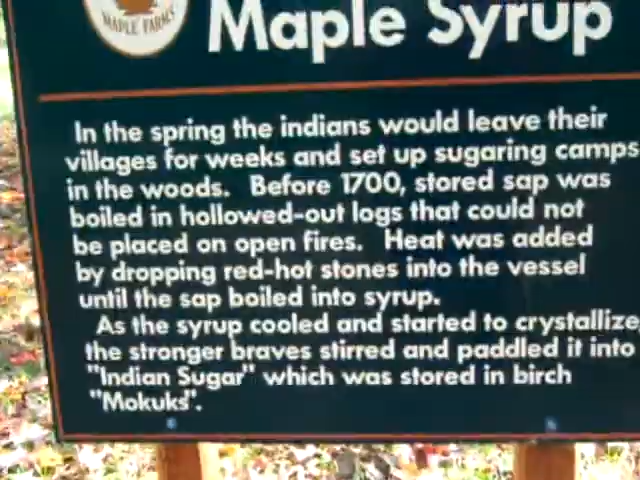 MAPLE FARMS
Maple Syrup
In the spring the indians would leave their
villages for weeks and set up sugaring camps
in the woods. Before 1700, stored sap was
boiled in hollowed-out logs that could not
be placed on open fires. Heat was added
by dropping red-hot stones into the vessel
until the sap boiled into syrup.
As the syrup cooled and started to crystallize
the stronger braves stirred and paddled it into
"Indian Sugar" which was stored in birch
"Mokuks".